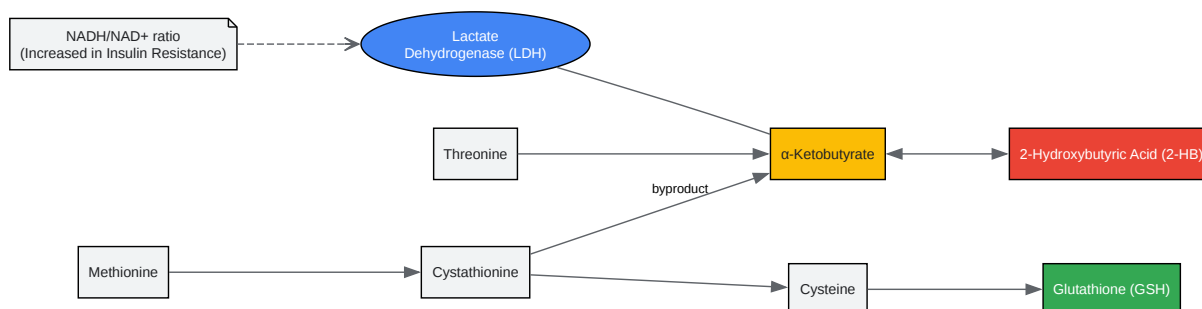 NADH/NAD+ ratio
(Increased in Insulin Resistance)
Lactate
Dehydrogenase (LDH)
Threonine
α-Ketobutyrate
2-Hydroxybutyric Acid (2-HB)
byproduct
Methionine
Cystathionine
Cysteine
Glutathione (GSH)